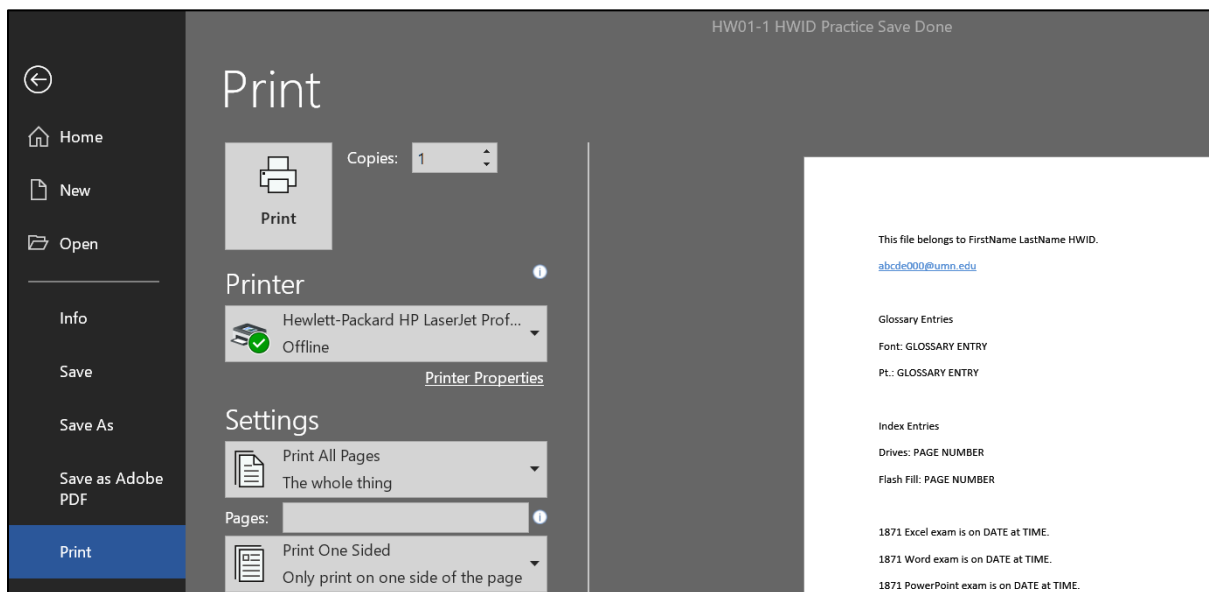 HW01-1 HWID Practice Save Done
Home
New
Open
Info
Save
Save As
Save as Adobe
PDF
Print
Print
Print
Copies: 1
Printer
Hewlett-Packard HP LaserJet Prof...
Offline
Printer Properties
Settings
Print All Pages
The whole thing
Pages:
Print One Sided
Only print on one side of the page
This file belongs to FirstName LastName HWID.
abcde000@umn.edu
Glossary Entries
Font: GLOSSARY ENTRY
Pt.: GLOSSARY ENTRY
Index Entries
Drives: PAGE NUMBER
Flash Fill: PAGE NUMBER
1871 Excel exam is on DATE at TIME.
1871 Word exam is on DATE at TIME.
1871 PowerPoint exam is on DATE at TIME.